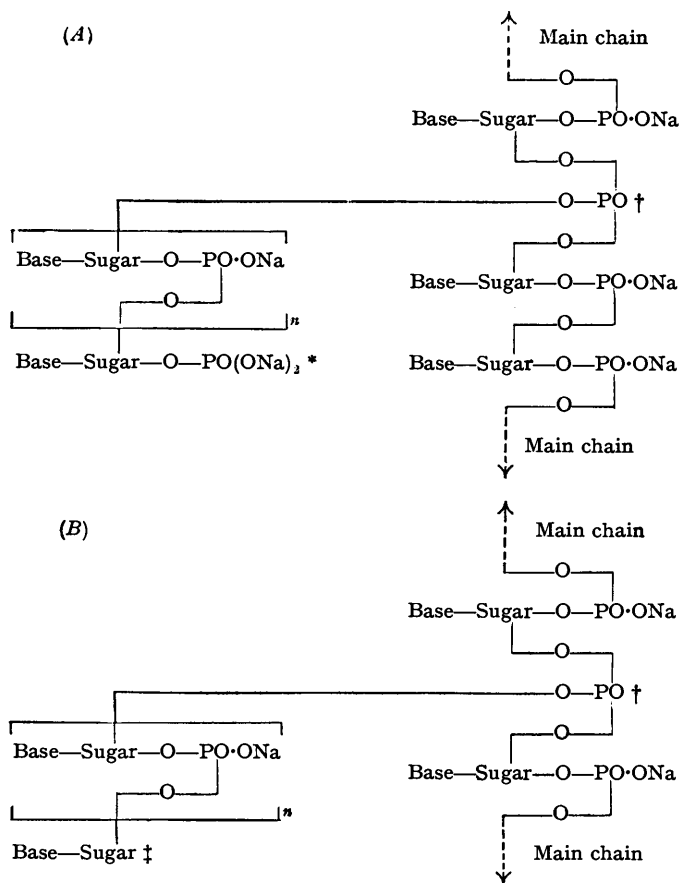 (A)
Main chain
O
Base—Sugar—O—PO·ONa
O
O—PO †
O
Base—Sugar—O—PO·ONa
Base—Sugar—O—PO·ONa
O
O
n
Base—Sugar—O—PO(ONa)₂ *
Base—Sugar—O—PO·ONa
O
Main chain
(B)
Main chain
O
Base—Sugar—O—PO·ONa
O
O—PO †
O
Base—Sugar—O—PO·ONa
Base—Sugar—O—PO·ONa
O
O
n
Base—Sugar ‡
Main chain